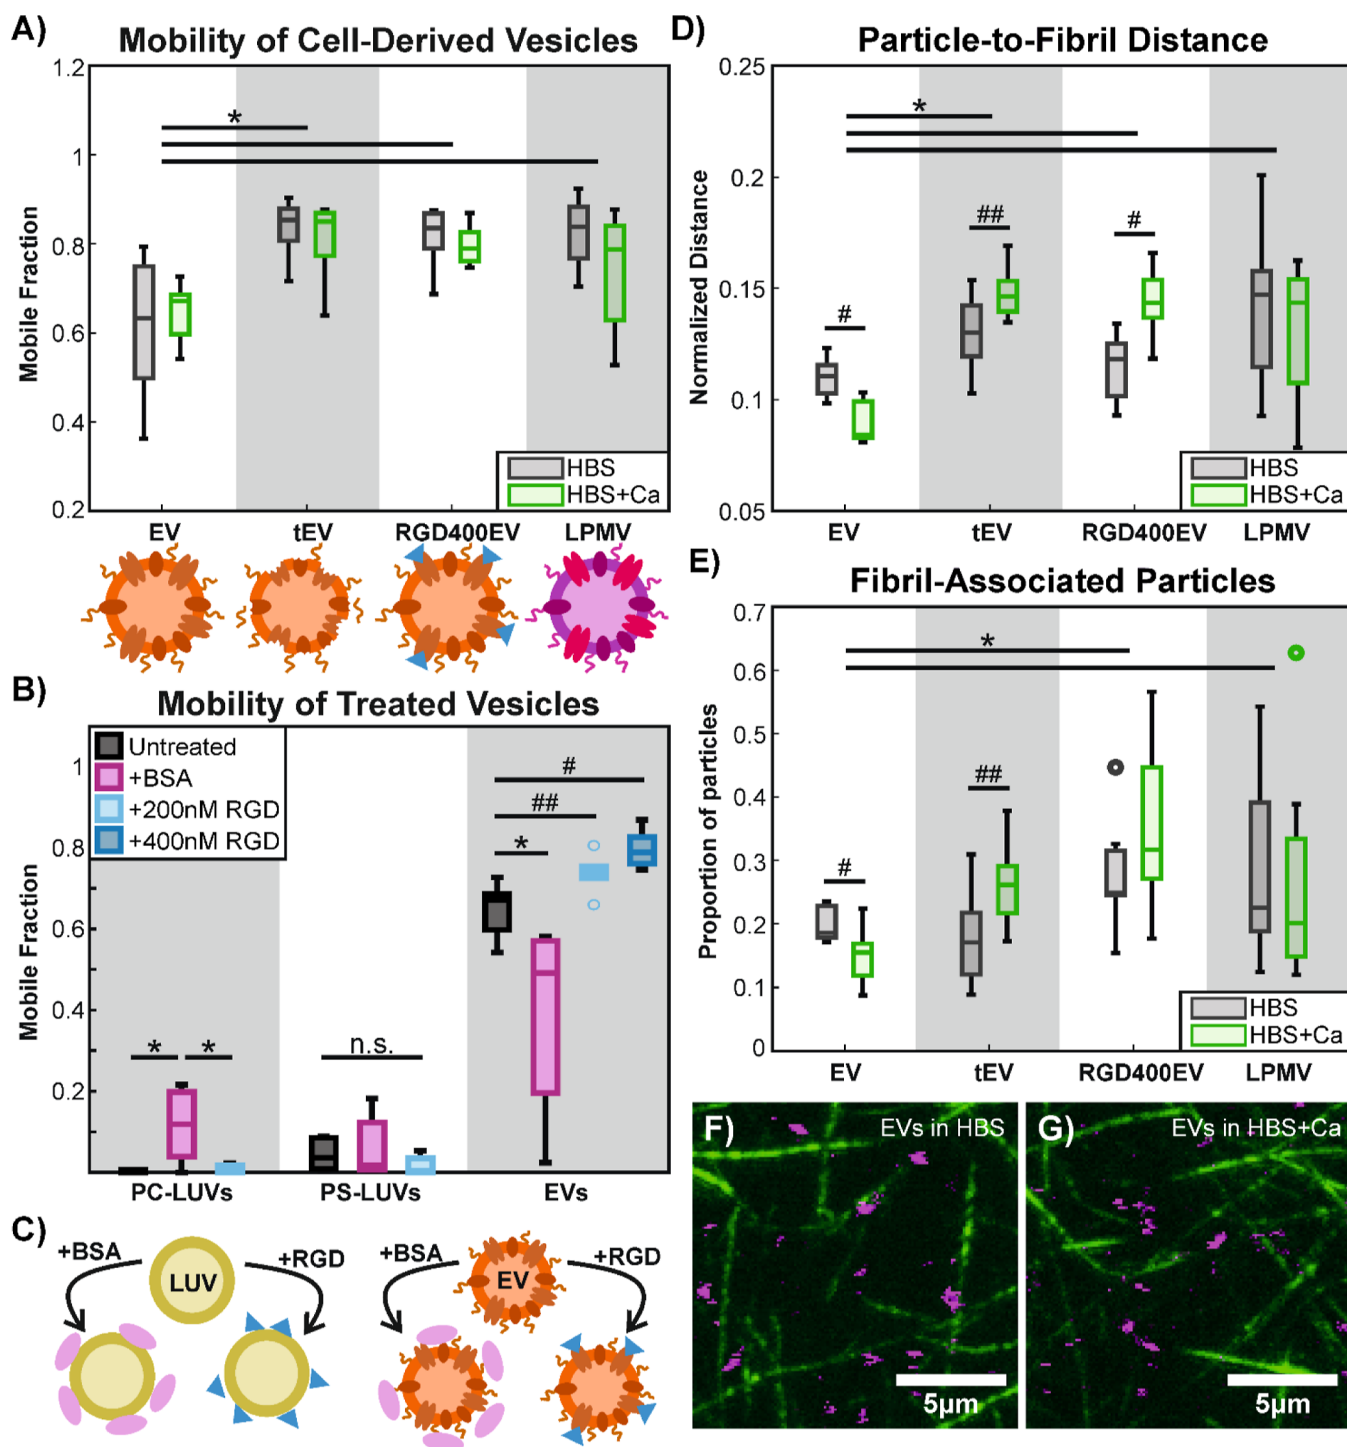 A)
Mobility of Cell-Derived Vesicles
Mobile Fraction
1.2
1
0.8
0.6
0.4
0.2
*
HBS
HBS+Ca
EV
tEV
RGD400EV
LPMV
B)
Mobility of Treated Vesicles
Mobile Fraction
1
0.8
0.6
0.4
0.2
Untreated
+BSA
+200nM RGD
+400nM RGD
#
##
*
*
*
n.s.
PC-LUVs
PS-LUVs
EVs
C)
+BSA
LUV
+RGD
+BSA
EV
+RGD
D)
Particle-to-Fibril Distance
Normalized Distance
0.25
0.2
0.15
0.1
0.05
*
#
##
#
HBS
HBS+Ca
EV
tEV
RGD400EV
LPMV
E)
Fibril-Associated Particles
Proportion of particles
0.7
0.6
0.5
0.4
0.3
0.2
0.1
0
*
#
##
HBS
HBS+Ca
EV
tEV
RGD400EV
LPMV
F)
EVs in HBS
5µm
G)
EVs in HBS+Ca
5µm